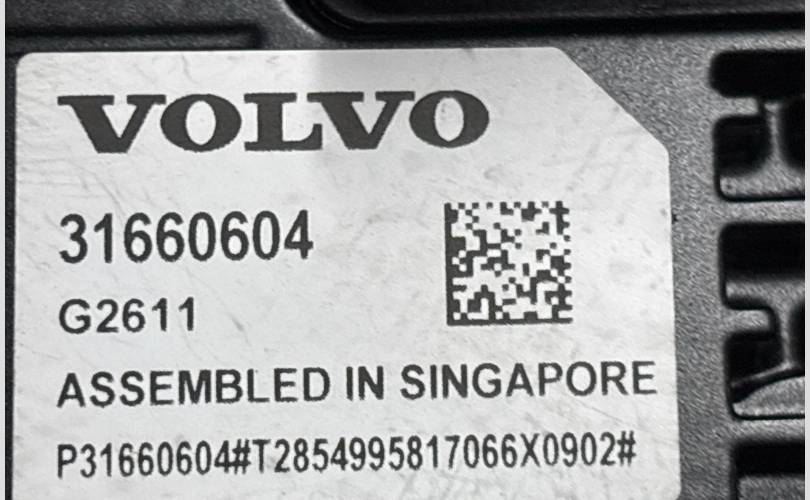 VOLVO
31660604
G2611
ASSEMBLED IN SINGAPORE
P31660604#T2854995817066X0902#